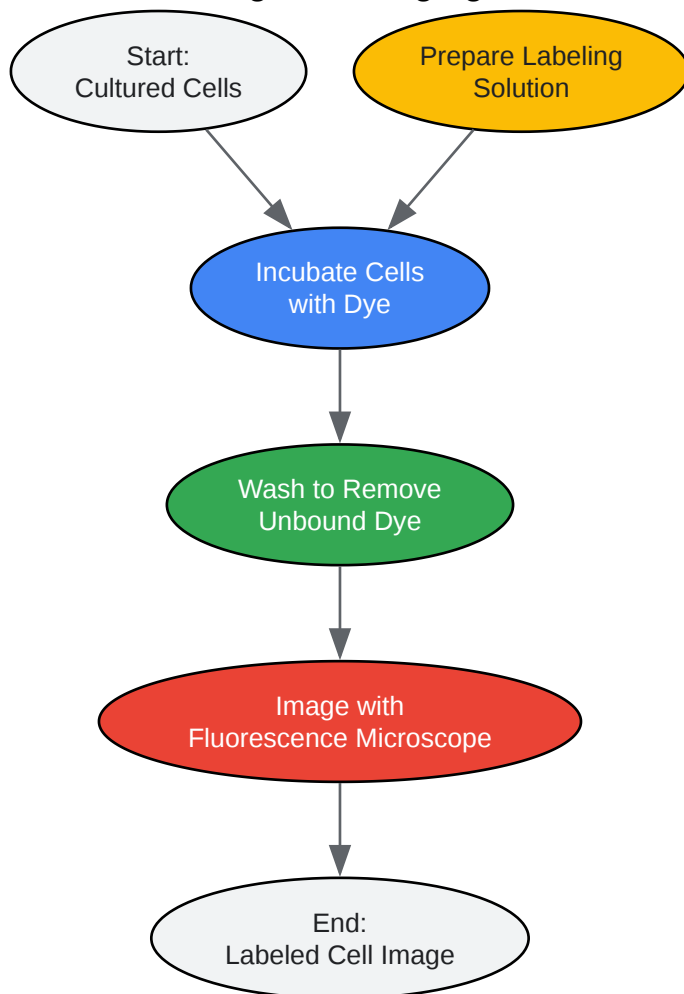 Start:
Cultured Cells
Prepare Labeling
Solution
Incubate Cells
with Dye
Wash to Remove
Unbound Dye
Image with
Fluorescence Microscope
End:
Labeled Cell Image